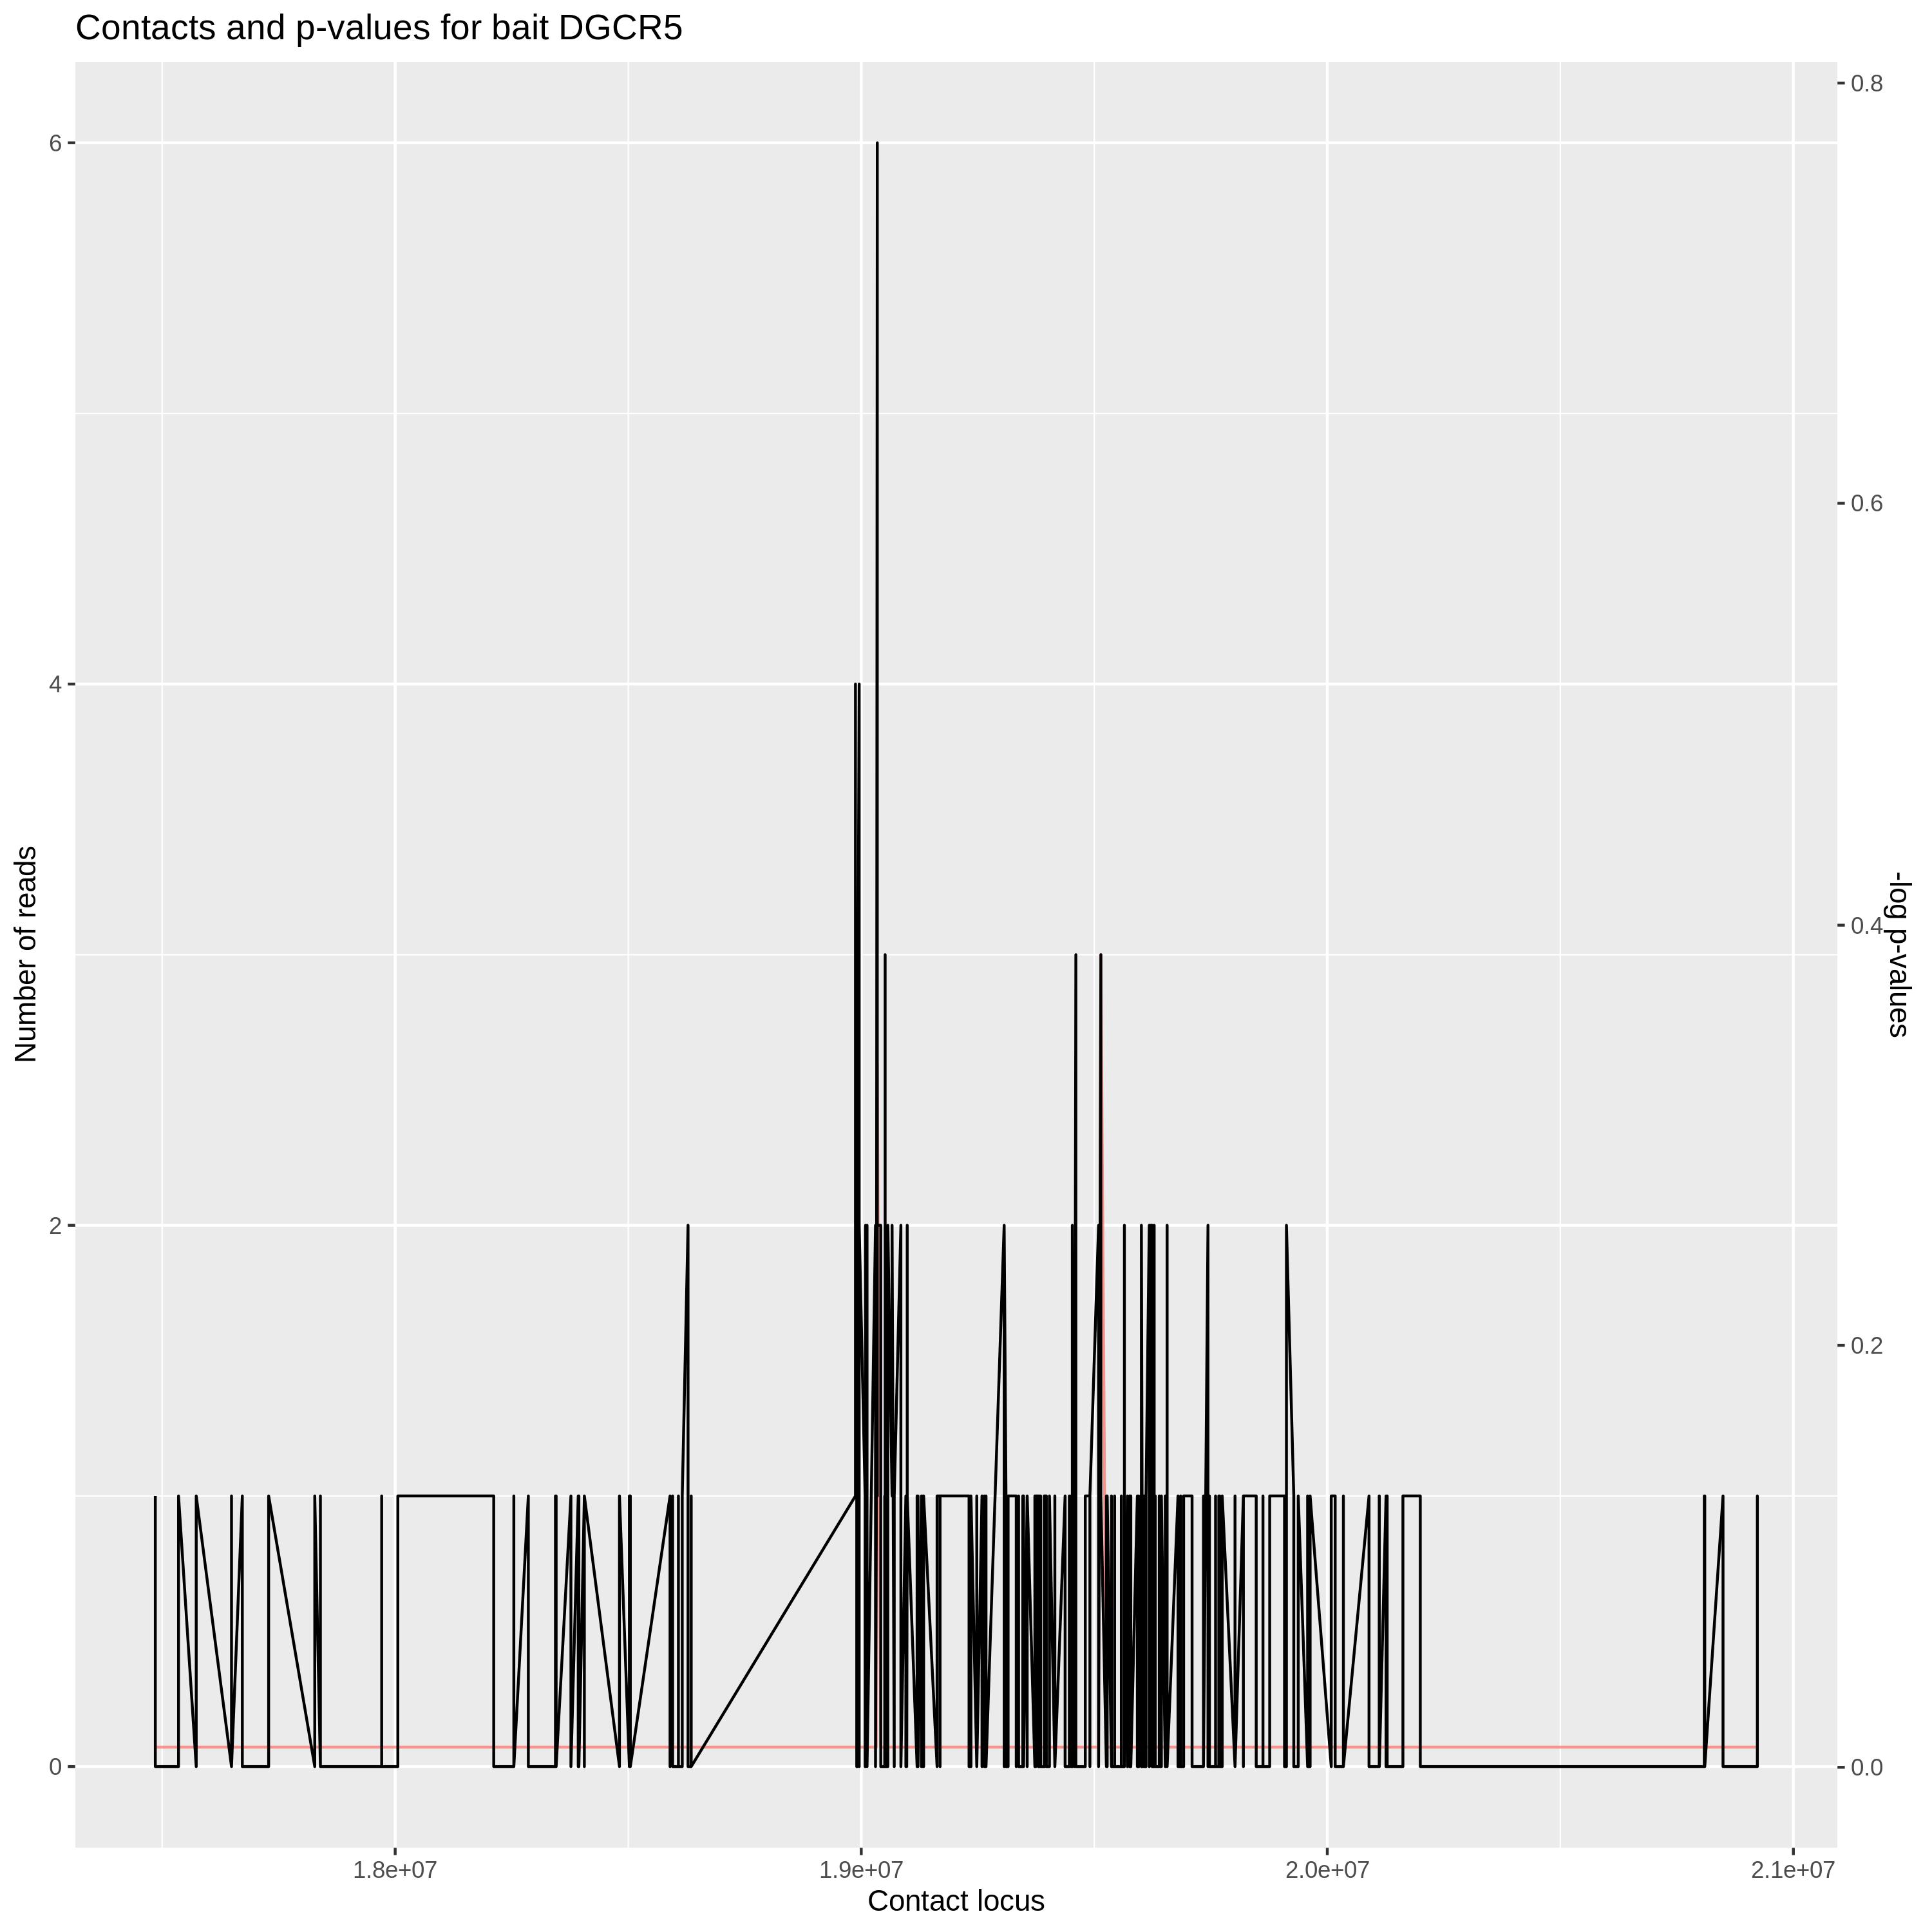 Contacts and p-values for bait DGCR5
6
4
2
0
Number of reads
0.8
0.6
0.4
0.2
0.0
-log p-values
1.8e+07 1.9e+07 2.0e+07 2.1e+07
Contact locus